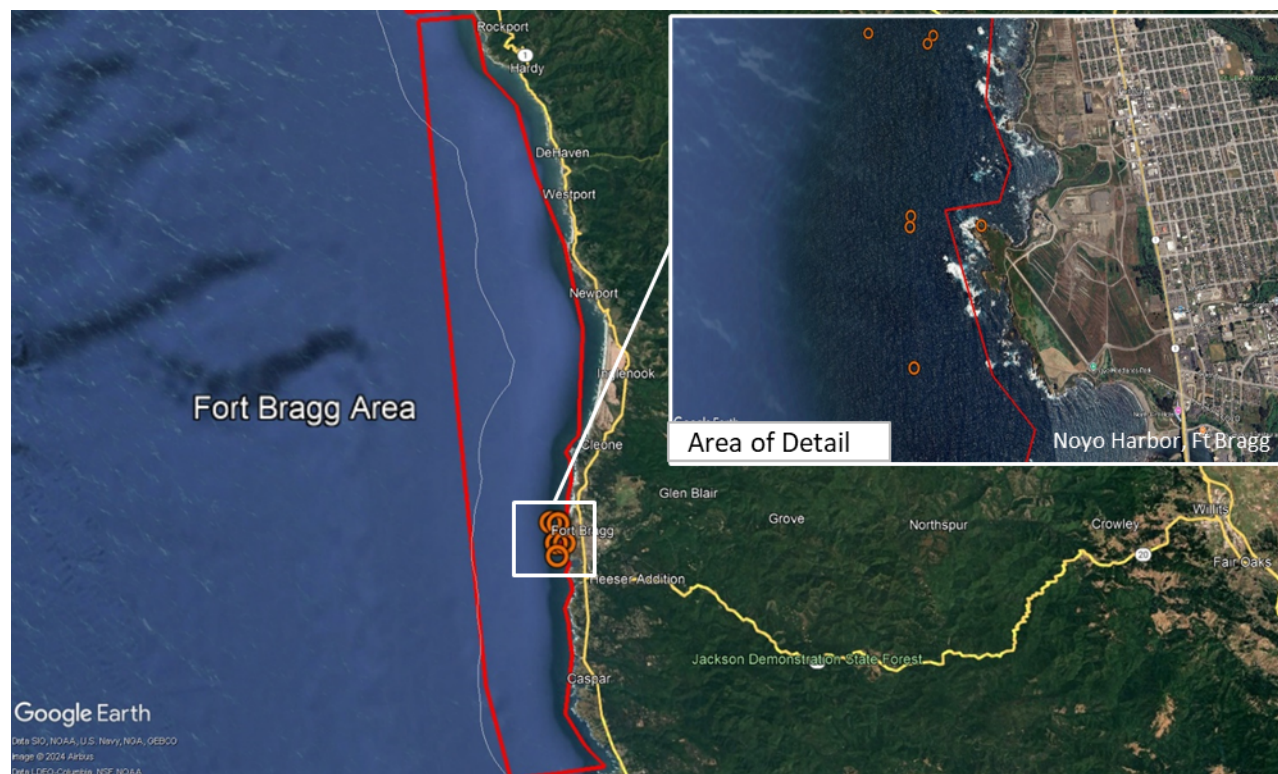 Rockport
1
Hardy
DeHaven
Westport
Newport
Fort Bragg Area
Cleone
Area of Detail
Noyo Harbor, Ft Bragg
Glen Blair
Grove
Northspur
Crowley
Willits
Fort Bragg
20
Fair Oaks
Heeser Addition
Jackson Demonstration State Forest
Caspar
Google Earth
Data SIO, NOAA, U.S. Navy, NGA, GEBCO
Image © 2024 Airbus
Data LDEO-Columbia, NSF, NOAA